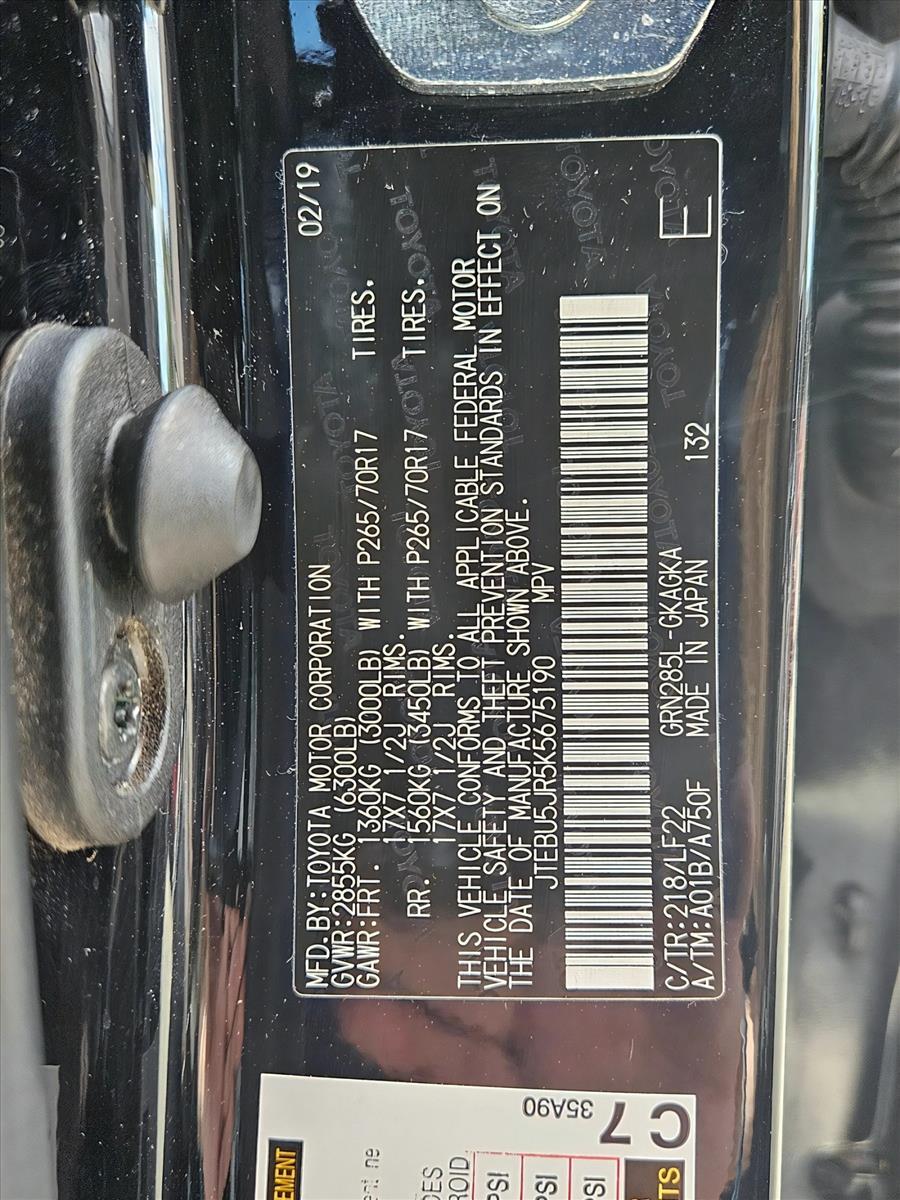 MFD.BY:TOYOTA MOTOR CORPORATION 02/19
GVWR:2855KG (6300LB)
GAWR:FRT. 1360KG (3000LB) WITH P265/70R17 TIRES.
17X7 1/2J RIMS.
RR. 1560KG (3450LB) WITH P265/70R17 TIRES.
17X7 1/2J RIMS.
THIS VEHICLE CONFORMS TO ALL APPLICABLE FEDERAL MOTOR
VEHICLE SAFETY AND THEFT PREVENTION STANDARDS IN EFFECT ON
THE DATE OF MANUFACTURE SHOWN ABOVE.
JTEBU5JR5K5675190 MPV
C/TR:218/LF22 GRN285L-GKAGKA
A/TM:A01B/A750F MADE IN JAPAN 132 E
C7
35A90
PSI
PSI
PSI